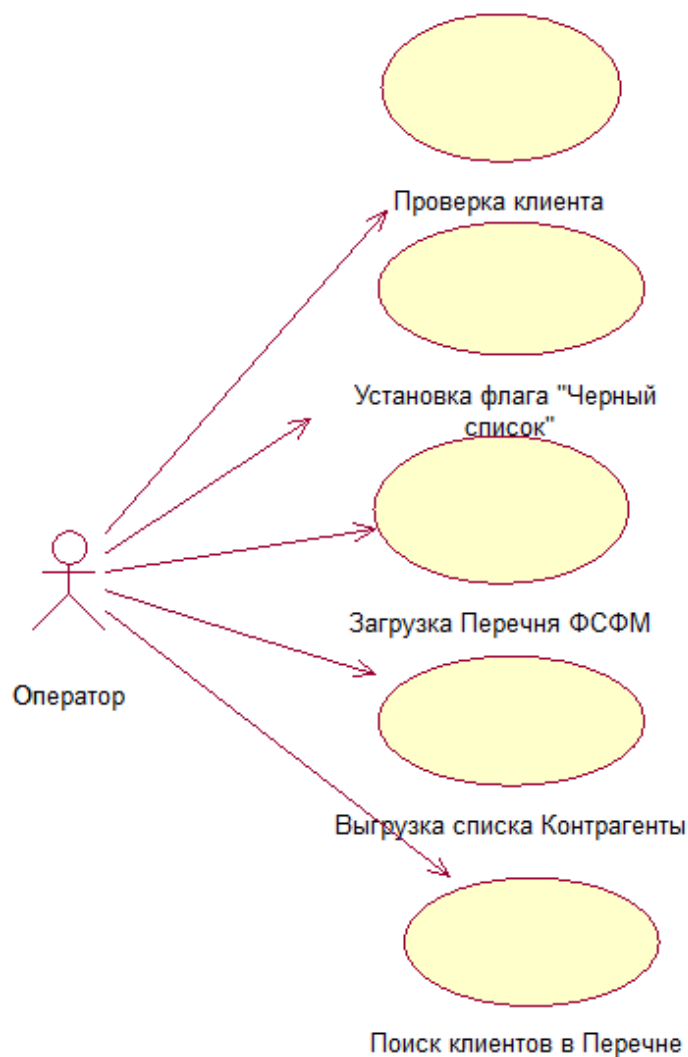 Проверка клиента
Установка флага "Черный
список"
Загрузка Перечня ФСФМ
Оператор
Выгрузка списка Контрагенты
Поиск клиентов в Перечне